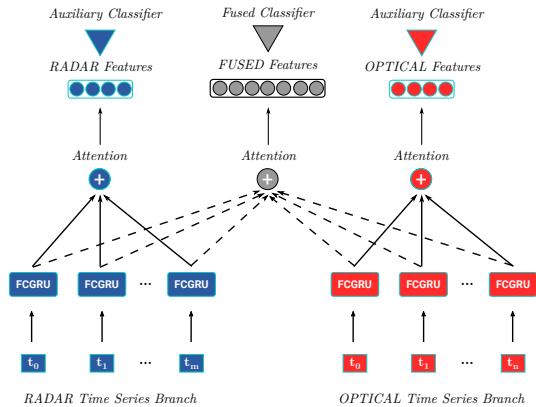 Auxiliary Classifier Fused Classifier Auxiliary Classifier
RADAR Features FUSED Features OPTICAL Features
Attention Attention Attention
+ + +
FCGRU FCGRU ... FCGRU FCGRU FCGRU ... FCGRU
t0 t1 ... tm t0 t1 ... tn
RADAR Time Series Branch OPTICAL Time Series Branch